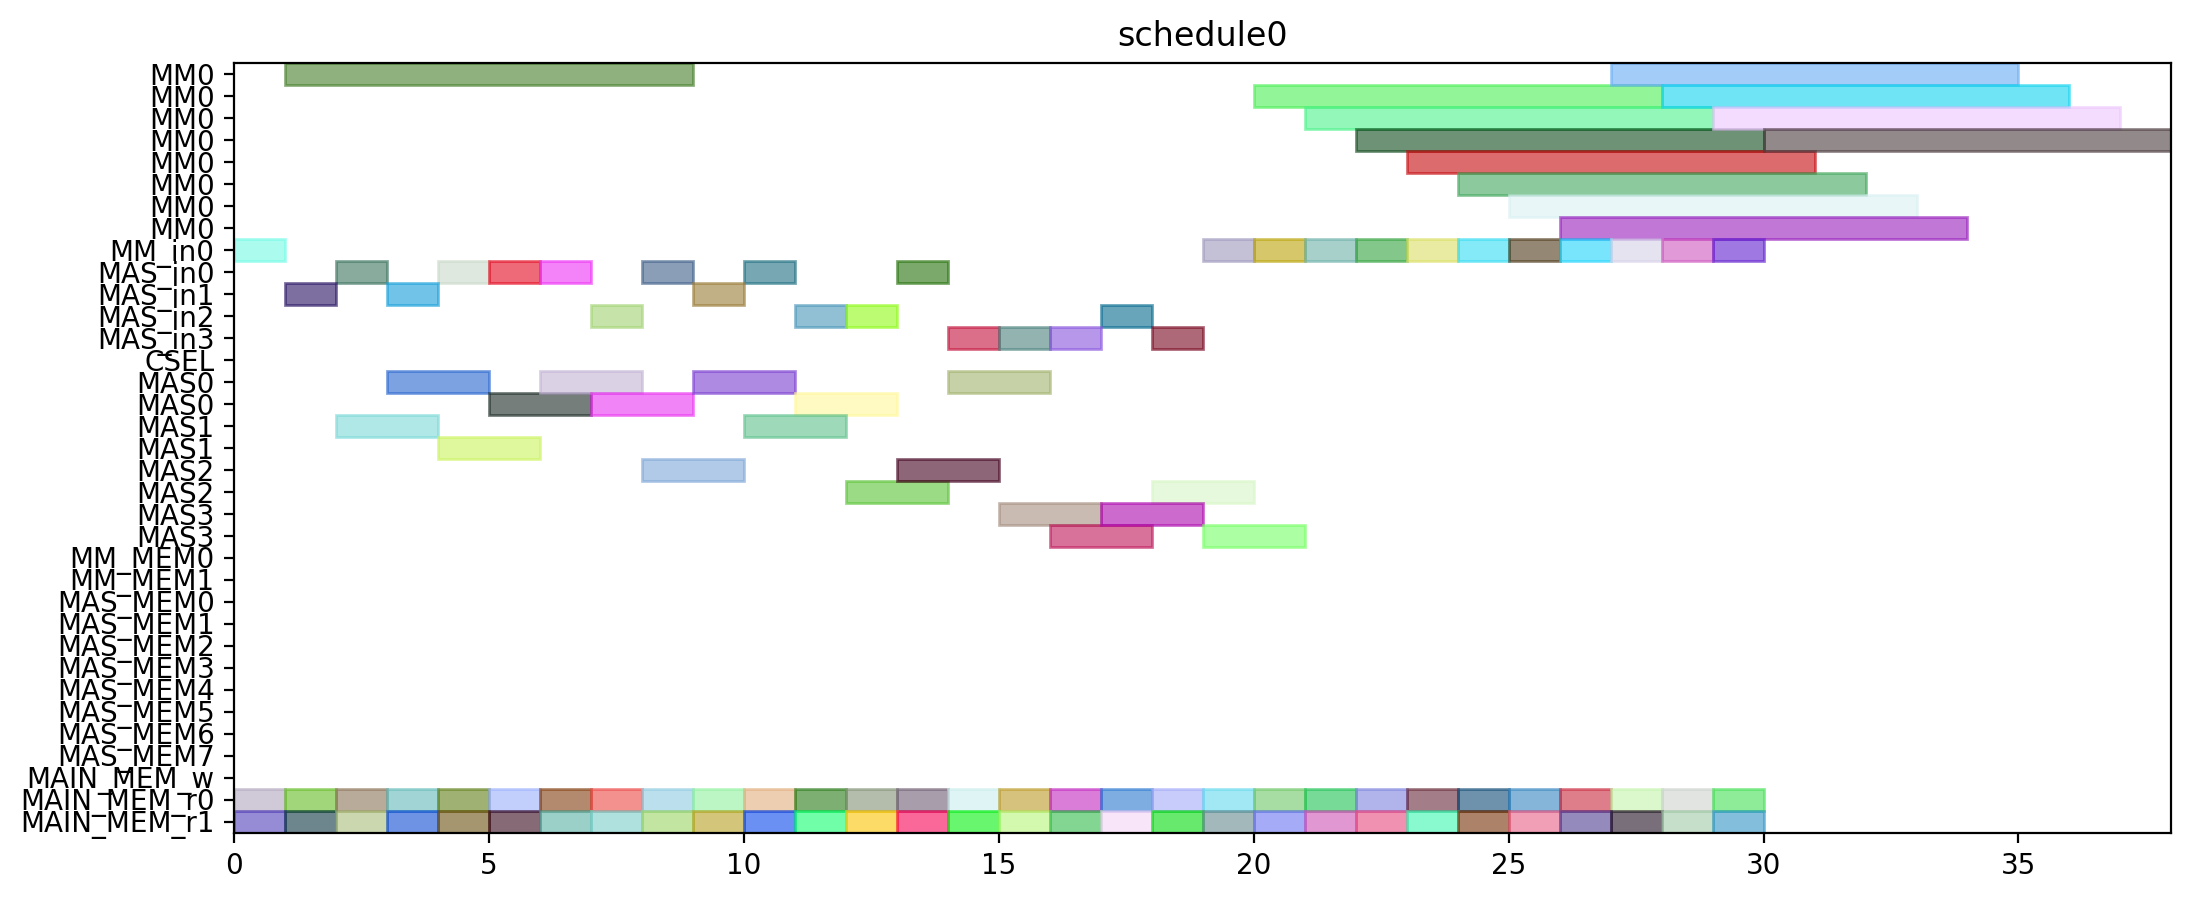 schedule0
MM0
MM0
MM0
MM0
MM0
MM0
MM0
MM0
MM_in0
MAS_in0
MAS_in1
MAS_in2
MAS_in3
CSEL
MAS0
MAS0
MAS1
MAS1
MAS2
MAS2
MAS3
MAS3
MM_MEM0
MM_MEM1
MAS_MEM0
MAS_MEM1
MAS_MEM2
MAS_MEM3
MAS_MEM4
MAS_MEM5
MAS_MEM6
MAS_MEM7
MAIN_MEM_w
MAIN_MEM_r0
MAIN_MEM_r1
0 5 10 15 20 25 30 35